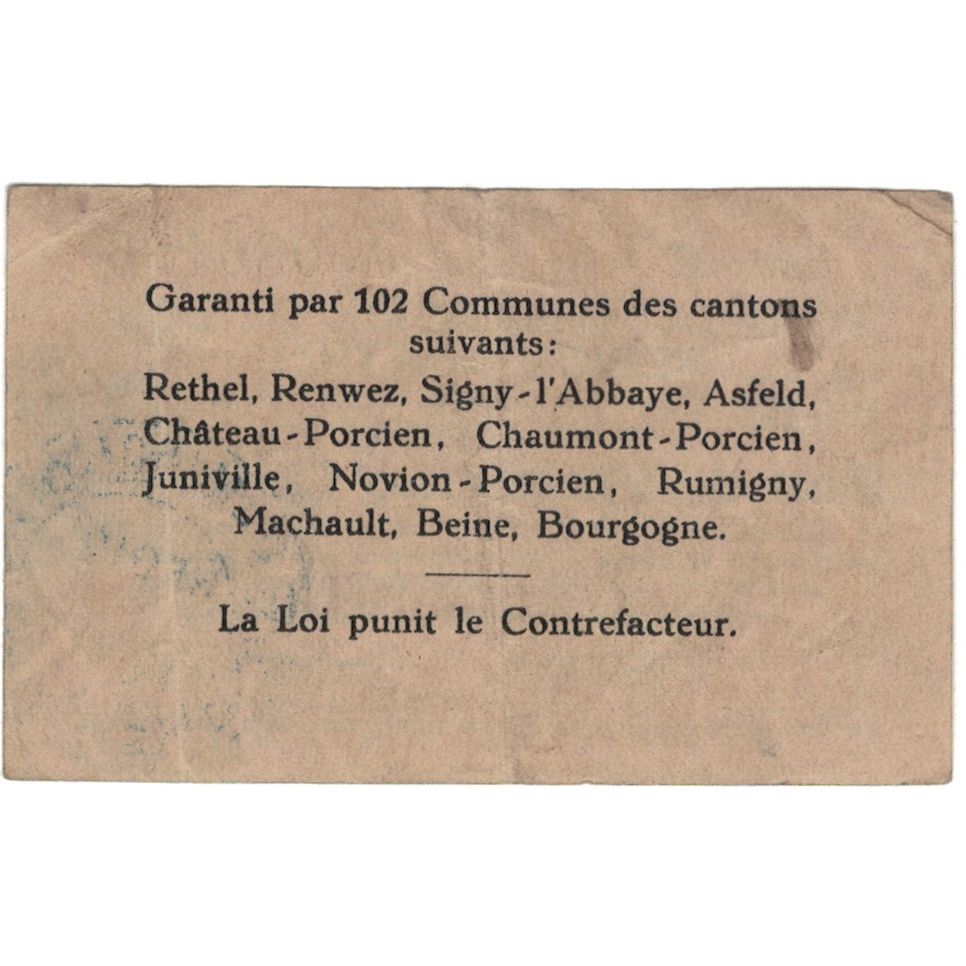 Garanti par 102 Communes des cantons
suivants:
Rethel, Renwez, Signy-l'Abbaye, Asfeld,
Château-Porcien, Chaumont-Porcien,
Juniville, Novion-Porcien, Rumigny,
Machault, Beine, Bourgogne.
La Loi punit le Contrefacteur.